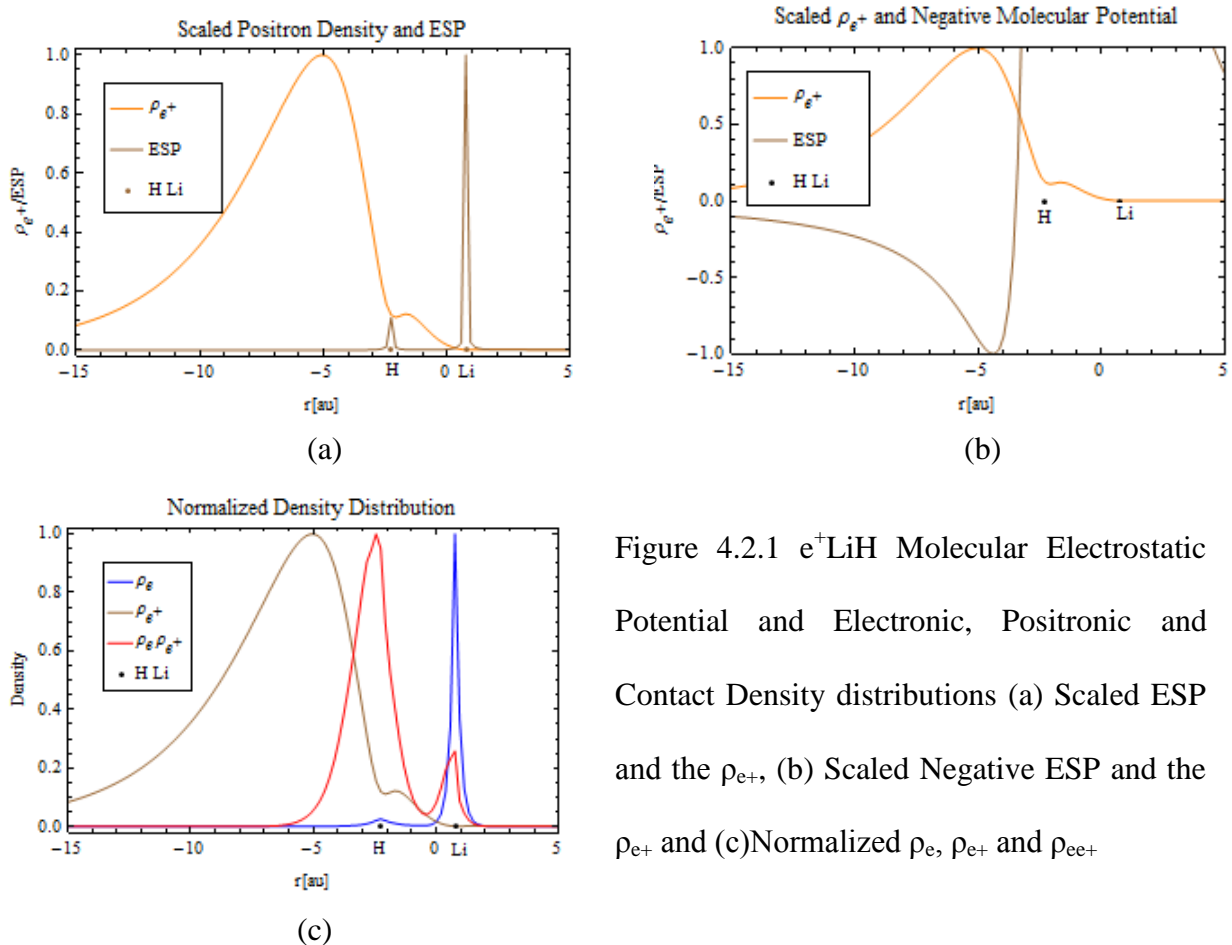 Scaled Positron Density and ESP
ρe+/ESP
1.0
0.8
0.6
0.4
0.2
0.0
ρe+
ESP
H Li
−15
−10
−5
H
0
Li
5
r[au]
(a)
Scaled ρe+ and Negative Molecular Potential
ρe+/ESP
1.0
0.5
0.0
−0.5
−1.0
ρe+
ESP
H Li
H
Li
−15
−10
−5
0
5
r[au]
(b)
Normalized Density Distribution
Density
1.0
0.8
0.6
0.4
0.2
0.0
ρe
ρe+
ρe ρe+
H Li
−15
−10
−5
H
0
Li
5
r[au]
(c)
Figure 4.2.1 e+LiH Molecular Electrostatic
Potential and Electronic, Positronic and
Contact Density distributions (a) Scaled ESP
and the ρe+, (b) Scaled Negative ESP and the
ρe+ and (c)Normalized ρe, ρe+ and ρee+